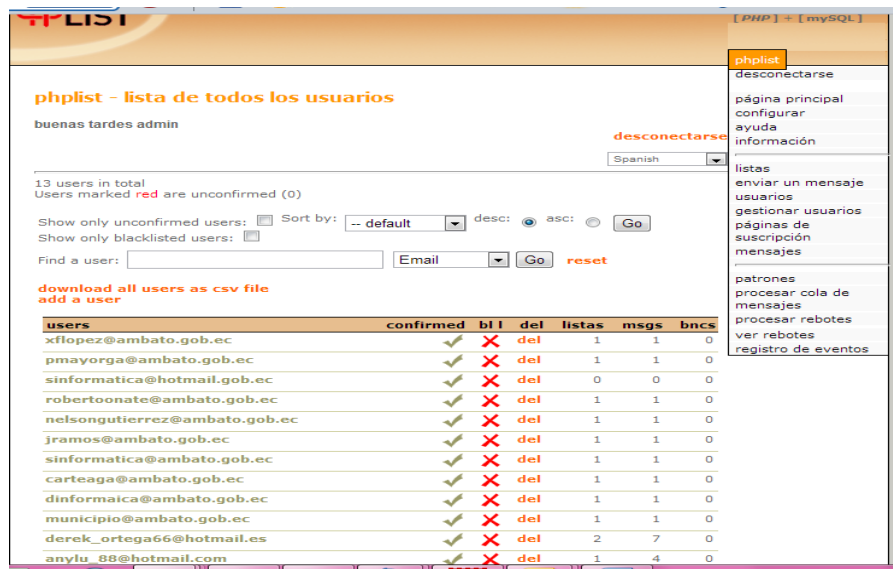 phpLIST
[PHP] + [mySQL]
phplist
desconectarse
página principal
configurar
ayuda
información
listas
enviar un mensaje
usuarios
gestionar usuarios
páginas de
suscripción
mensajes
patrones
procesar cola de
mensajes
procesar rebotes
ver rebotes
registro de eventos
phplist - lista de todos los usuarios
buenas tardes admin
desconectarse
Spanish
13 users in total
Users marked red are unconfirmed (0)
Show only unconfirmed users: Sort by: -- default desc: asc: Go
Show only blacklisted users:
Find a user: Email Go reset
download all users as csv file
add a user
users confirmed bl l del listas msgs bncs
xflopez@ambato.gob.ec del 1 1 0
pmayorga@ambato.gob.ec del 1 1 0
sinformatica@hotmail.gob.ec del 0 0 0
robertoonate@ambato.gob.ec del 1 1 0
nelsongutierrez@ambato.gob.ec del 1 1 0
jramos@ambato.gob.ec del 1 1 0
sinformatica@ambato.gob.ec del 1 1 0
carteaga@ambato.gob.ec del 1 1 0
dinformaica@ambato.gob.ec del 1 1 0
municipio@ambato.gob.ec del 1 1 0
derek_ortega66@hotmail.es del 2 7 0
anylu_88@hotmail.com del 1 4 0